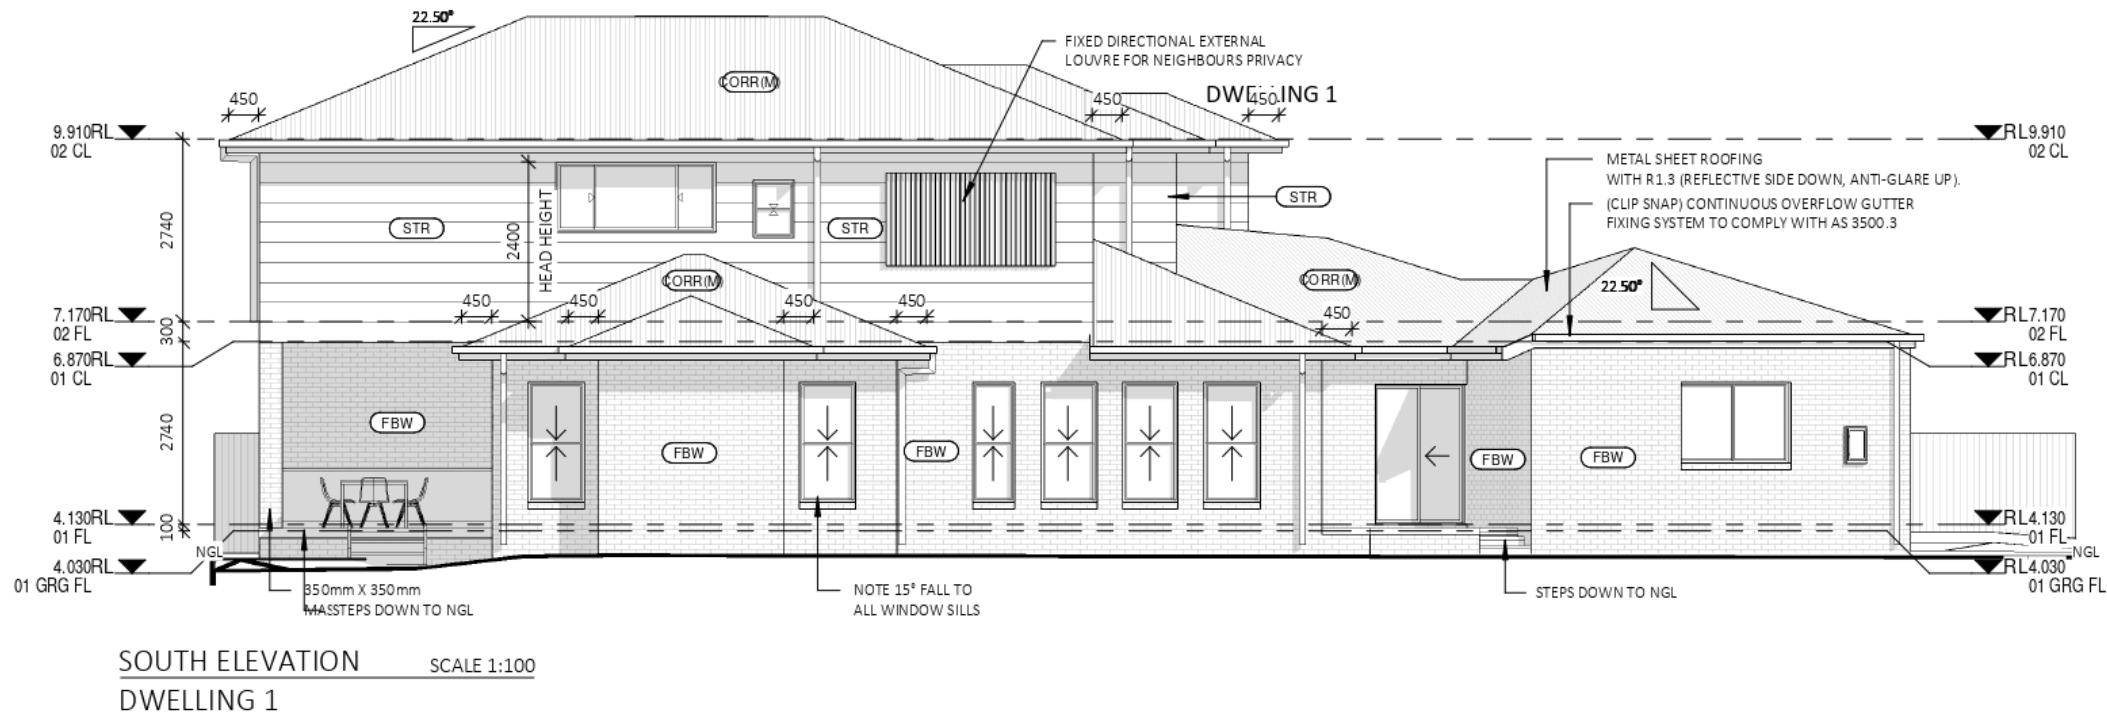 22.50°
FIXED DIRECTIONAL EXTERNAL
LOUVRE FOR NEIGHBOURS PRIVACY
CORR(M)
450
450
450
DWELLING 1
9.910RL
02 CL
RL9.910
02 CL
METAL SHEET ROOFING
WITH R1.3 (REFLECTIVE SIDE DOWN, ANTI-GLARE UP).
(CLIP SNAP) CONTINUOUS OVERFLOW GUTTER
FIXING SYSTEM TO COMPLY WITH AS 3500.3
STR
STR
STR
2740
2400
HEAD HEIGHT
CORR(M)
CORR(M)
22.50°
450
450
450
450
450
7.170RL
02 FL
RL7.170
02 FL
300
6.870RL
01 CL
RL6.870
01 CL
2740
FBW
FBW
FBW
FBW
FBW
4.130RL
01 FL
RL4.130
01 FL
100
NGL
NGL
4.030RL
01 GRG FL
RL4.030
01 GRG FL
350mm X 350mm
STEPS DOWN TO NGL
NOTE 15° FALL TO
ALL WINDOW SILLS
STEPS DOWN TO NGL
SOUTH ELEVATION
SCALE 1:100
DWELLING 1